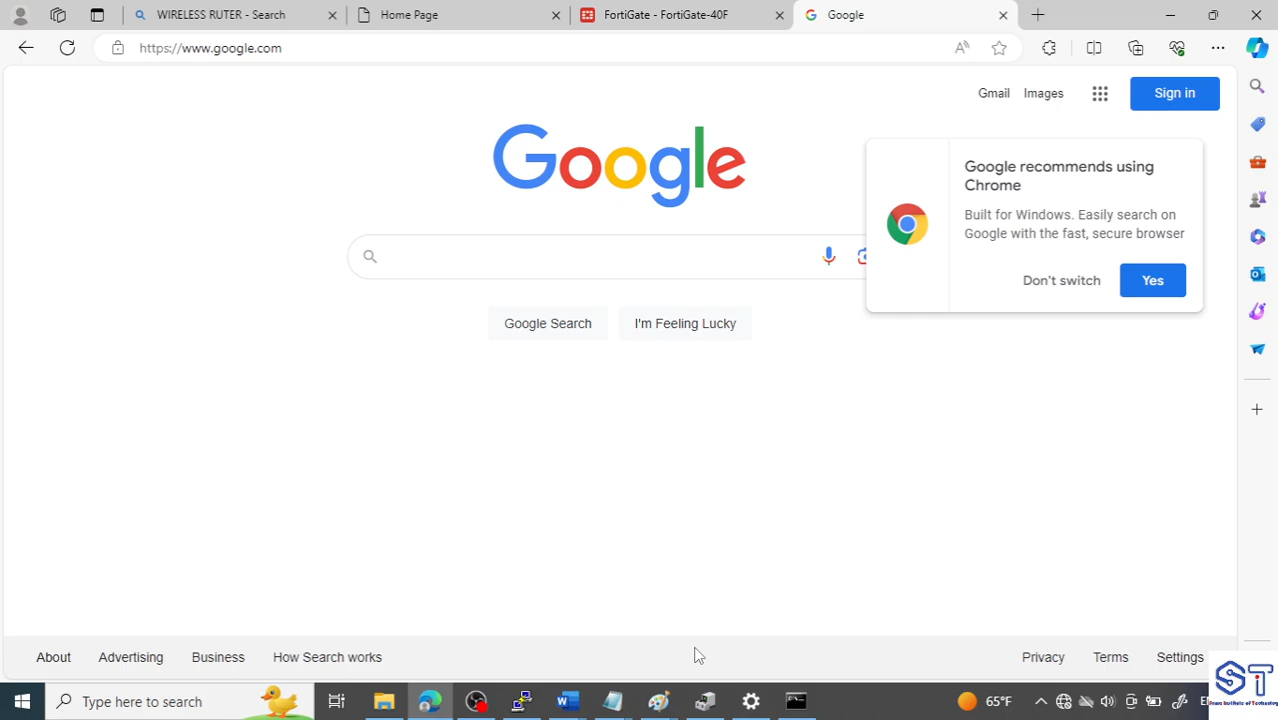 WIRELESS RUTER - Search
Home Page
FortiGate - FortiGate-40F
Google
https://www.google.com
Gmail
Images
Sign in
Google
Google recommends using
Chrome
Built for Windows. Easily search on
Google with the fast, secure browser
Don't switch
Yes
Google Search
I'm Feeling Lucky
About
Advertising
Business
How Search works
Privacy
Terms
Settings
Type here to search
65°F
SIT